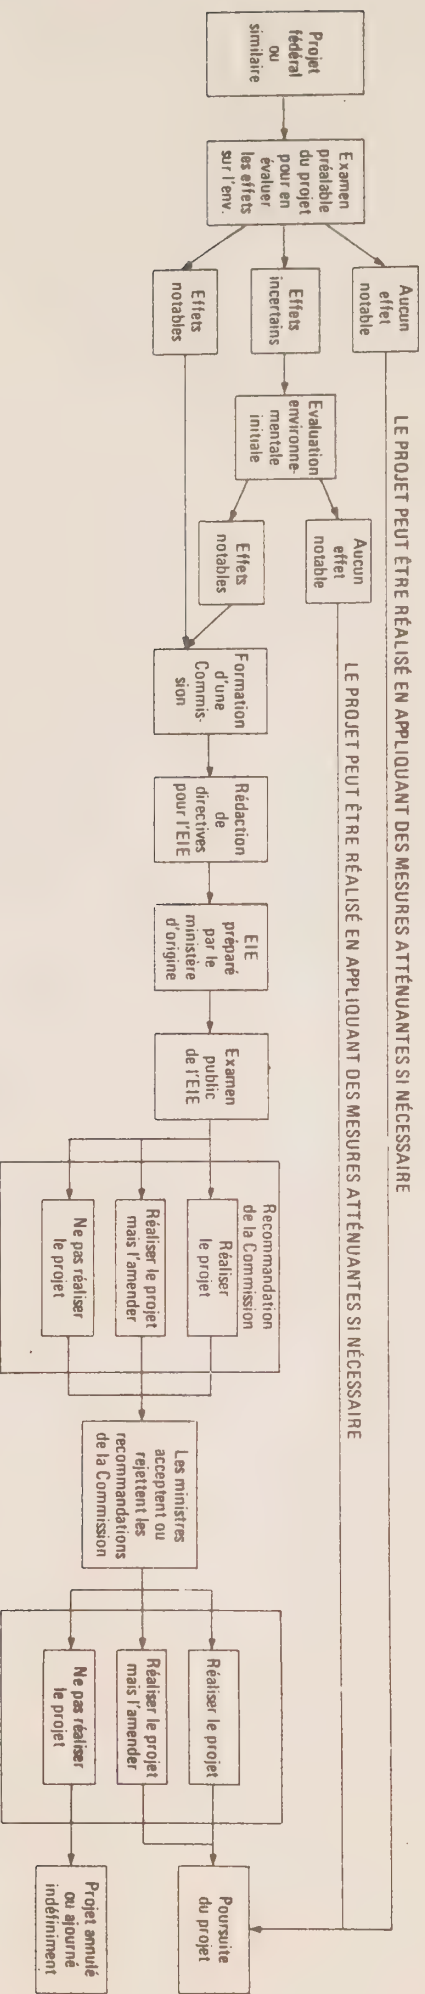 Projet
fédéral
ou
similaire
Examen
préalable
du projet
pour en
évaluer
les effets
sur l'env.
Aucun
effet
notable
Effets
incertains
Effets
notables
LE PROJET PEUT ÊTRE RÉALISÉ EN APPLIQUANT DES MESURES ATTÉNUANTES SI NÉCESSAIRE
Evaluation
environne-
mentale
initiale
Aucun
effet
notable
Effets
notables
LE PROJET PEUT ÊTRE RÉALISÉ EN APPLIQUANT DES MESURES ATTÉNUANTES SI NÉCESSAIRE
Formation
d'une
Commis-
sion
Rédaction
de
directives
pour l'EIE
EIE
préparé
par le
ministère
d'origine
Examen
public
de l'EIE
Recommandation
de la Commission
Réaliser
le projet
Réaliser le projet
mais l'amender
Ne pas réaliser
le projet
Les ministres
acceptent ou
rejettent les
recommandations
de la Commission
Réaliser le projet
Réaliser le projet
mais l'amender
Ne pas réaliser
le projet
Poursuite
du projet
Projet annulé
ou ajourné
indéfiniment